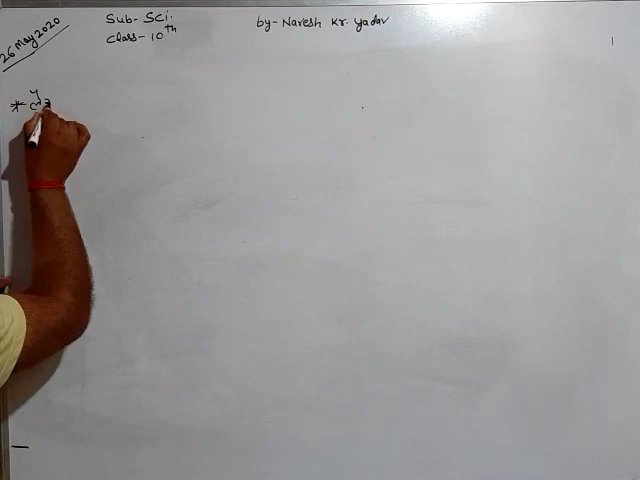 26 May 2020
Sub- Sci.
Class- 10th
by- Naresh Kr. Yadav
*